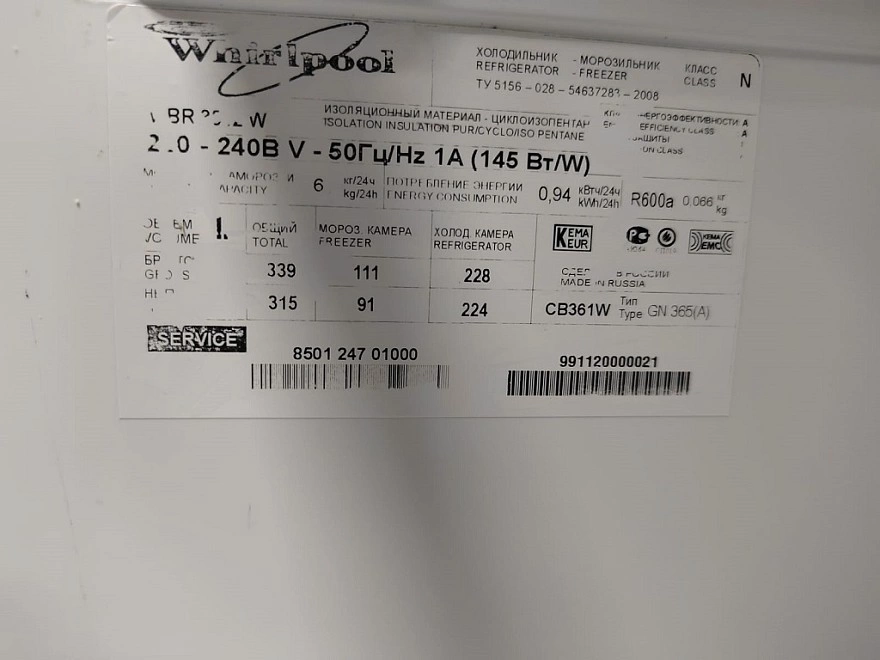 Whirlpool
ХОЛОДИЛЬНИК - МОРОЗИЛЬНИК
REFRIGERATOR - FREEZER
КЛАСС
CLASS
N
ТУ 5156 - 028 - 54637283 - 2008
ИЗОЛЯЦИОННЫЙ МАТЕРИАЛ - ЦИКЛОИЗОПЕНТАН
ISOLATION INSULATION PUR/CYCLO/ISO PENTANE
EFFICIENCY CLASS
A
A
- 240В V - 50Гц/Hz 1A (145 Вт/W)
6
кг/24ч
kg/24h
ПОТРЕБЛЕНИЕ ЭНЕРГИИ
ENERGY CONSUMPTION
0,94
кВтч/24ч
kWh/24h
R600a
0,066
кг
kg
ОБЩИЙ
TOTAL
МОРОЗ. КАМЕРА
FREEZER
ХОЛОД. КАМЕРА
REFRIGERATOR
KEMA
EUR
KEMA
EMC
339
111
228
В РОССИИ
MADE IN RUSSIA
315
91
224
CB361W
Тип
Type
GN 365(A)
SERVICE
8501 247 01000
991120000021